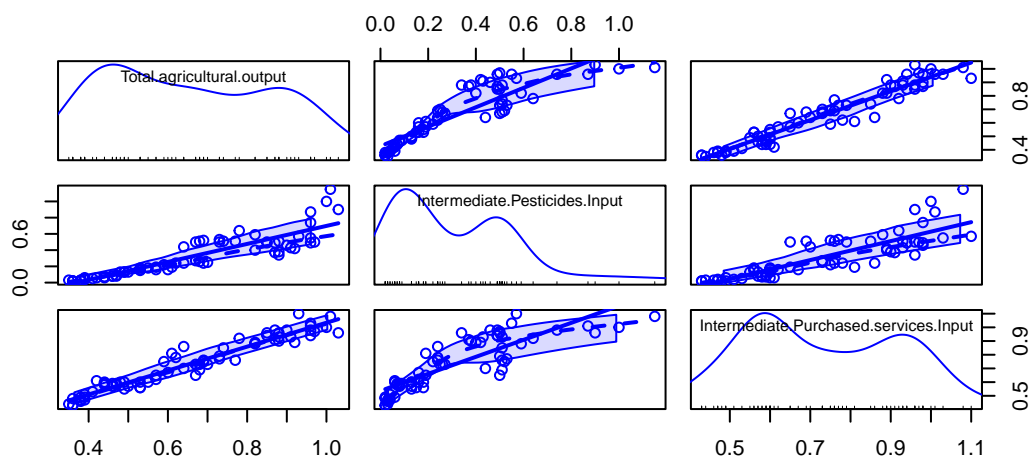 0.0 0.2 0.4 0.6 0.8 1.0
Total.agricultural.output
0.4 0.8
0.0 0.6
Intermediate.Pesticides.Input
Intermediate.Purchased.services.Input
0.5 0.9
0.4 0.6 0.8 1.0
0.5 0.7 0.9 1.1